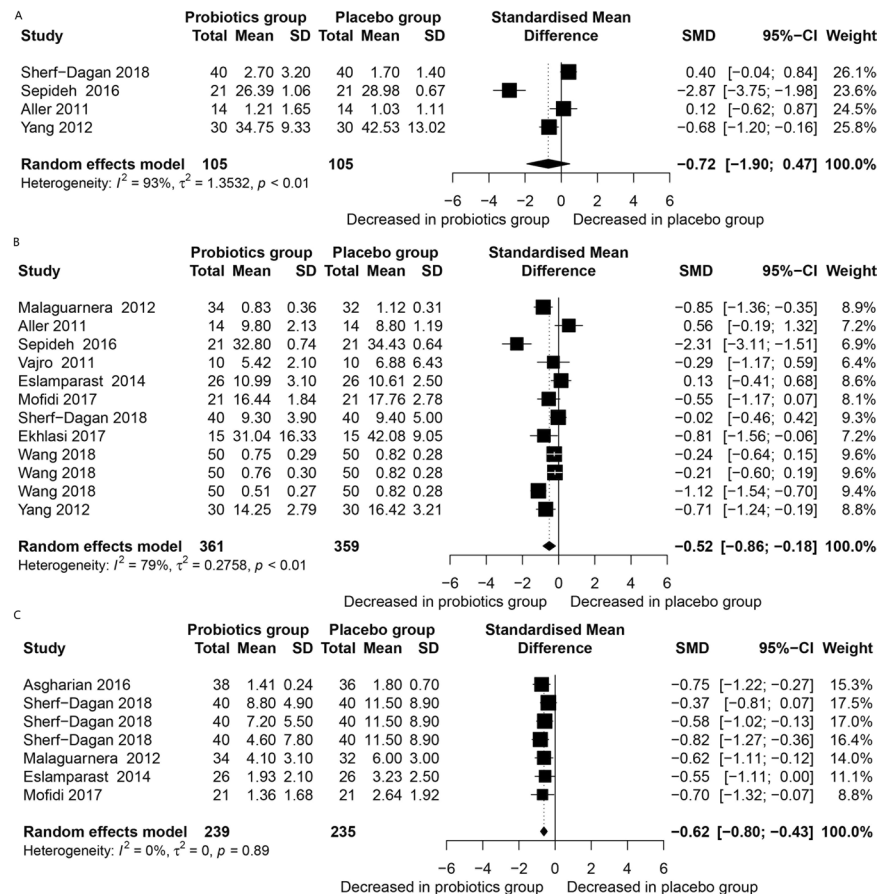 A
Probiotics group Placebo group Standardised Mean
Study Total Mean SD Total Mean SD Difference SMD 95%−CI Weight
Sherf−Dagan 2018 40 2.70 3.20 40 1.70 1.40 0.40 [−0.04; 0.84] 26.1%
Sepideh 2016 21 26.39 1.06 21 28.98 0.67 −2.87 [−3.75; −1.98] 23.6%
Aller 2011 14 1.21 1.65 14 1.03 1.11 0.12 [−0.62; 0.87] 24.5%
Yang 2012 30 34.75 9.33 30 42.53 13.02 −0.68 [−1.20; −0.16] 25.8%
Random effects model 105 105 −0.72 [−1.90; 0.47] 100.0%
Heterogeneity: I² = 93%, τ² = 1.3532, p < 0.01
−6 −4 −2 0 2 4 6
Decreased in probiotics group Decreased in placebo group
B
Probiotics group Placebo group Standardised Mean
Study Total Mean SD Total Mean SD Difference SMD 95%−CI Weight
Malaguarnera 2012 34 0.83 0.36 32 1.12 0.31 −0.85 [−1.36; −0.35] 8.9%
Aller 2011 14 9.80 2.13 14 8.80 1.19 0.56 [−0.19; 1.32] 7.2%
Sepideh 2016 21 32.80 0.74 21 34.43 0.64 −2.31 [−3.11; −1.51] 6.9%
Vajro 2011 10 5.42 2.10 10 6.88 6.43 −0.29 [−1.17; 0.59] 6.4%
Eslamparast 2014 26 10.99 3.10 26 10.61 2.50 0.13 [−0.41; 0.68] 8.6%
Mofidi 2017 21 16.44 1.84 21 17.76 2.78 −0.55 [−1.17; 0.07] 8.1%
Sherf−Dagan 2018 40 9.30 3.90 40 9.40 5.00 −0.02 [−0.46; 0.42] 9.3%
Ekhlasi 2017 15 31.04 16.33 15 42.08 9.05 −0.81 [−1.56; −0.06] 7.2%
Wang 2018 50 0.75 0.29 50 0.82 0.28 −0.24 [−0.64; 0.15] 9.6%
Wang 2018 50 0.76 0.30 50 0.82 0.28 −0.21 [−0.60; 0.19] 9.6%
Wang 2018 50 0.51 0.27 50 0.82 0.28 −1.12 [−1.54; −0.70] 9.4%
Yang 2012 30 14.25 2.79 30 16.42 3.21 −0.71 [−1.24; −0.19] 8.8%
Random effects model 361 359 −0.52 [−0.86; −0.18] 100.0%
Heterogeneity: I² = 79%, τ² = 0.2758, p < 0.01
−6 −4 −2 0 2 4 6
Decreased in probiotics group Decreased in placebo group
C
Probiotics group Placebo group Standardised Mean
Study Total Mean SD Total Mean SD Difference SMD 95%−CI Weight
Asgharian 2016 38 1.41 0.24 36 1.80 0.70 −0.75 [−1.22; −0.27] 15.3%
Sherf−Dagan 2018 40 8.80 4.90 40 11.50 8.90 −0.37 [−0.81; 0.07] 17.5%
Sherf−Dagan 2018 40 7.20 5.50 40 11.50 8.90 −0.58 [−1.02; −0.13] 17.0%
Sherf−Dagan 2018 40 4.60 7.80 40 11.50 8.90 −0.82 [−1.27; −0.36] 16.4%
Malaguarnera 2012 34 4.10 3.10 32 6.00 3.00 −0.62 [−1.11; −0.12] 14.0%
Eslamparast 2014 26 1.93 2.10 26 3.23 2.50 −0.55 [−1.11; 0.00] 11.1%
Mofidi 2017 21 1.36 1.68 21 2.64 1.92 −0.70 [−1.32; −0.07] 8.8%
Random effects model 239 235 −0.62 [−0.80; −0.43] 100.0%
Heterogeneity: I² = 0%, τ² = 0, p = 0.89
−6 −4 −2 0 2 4 6
Decreased in probiotics group Decreased in placebo group